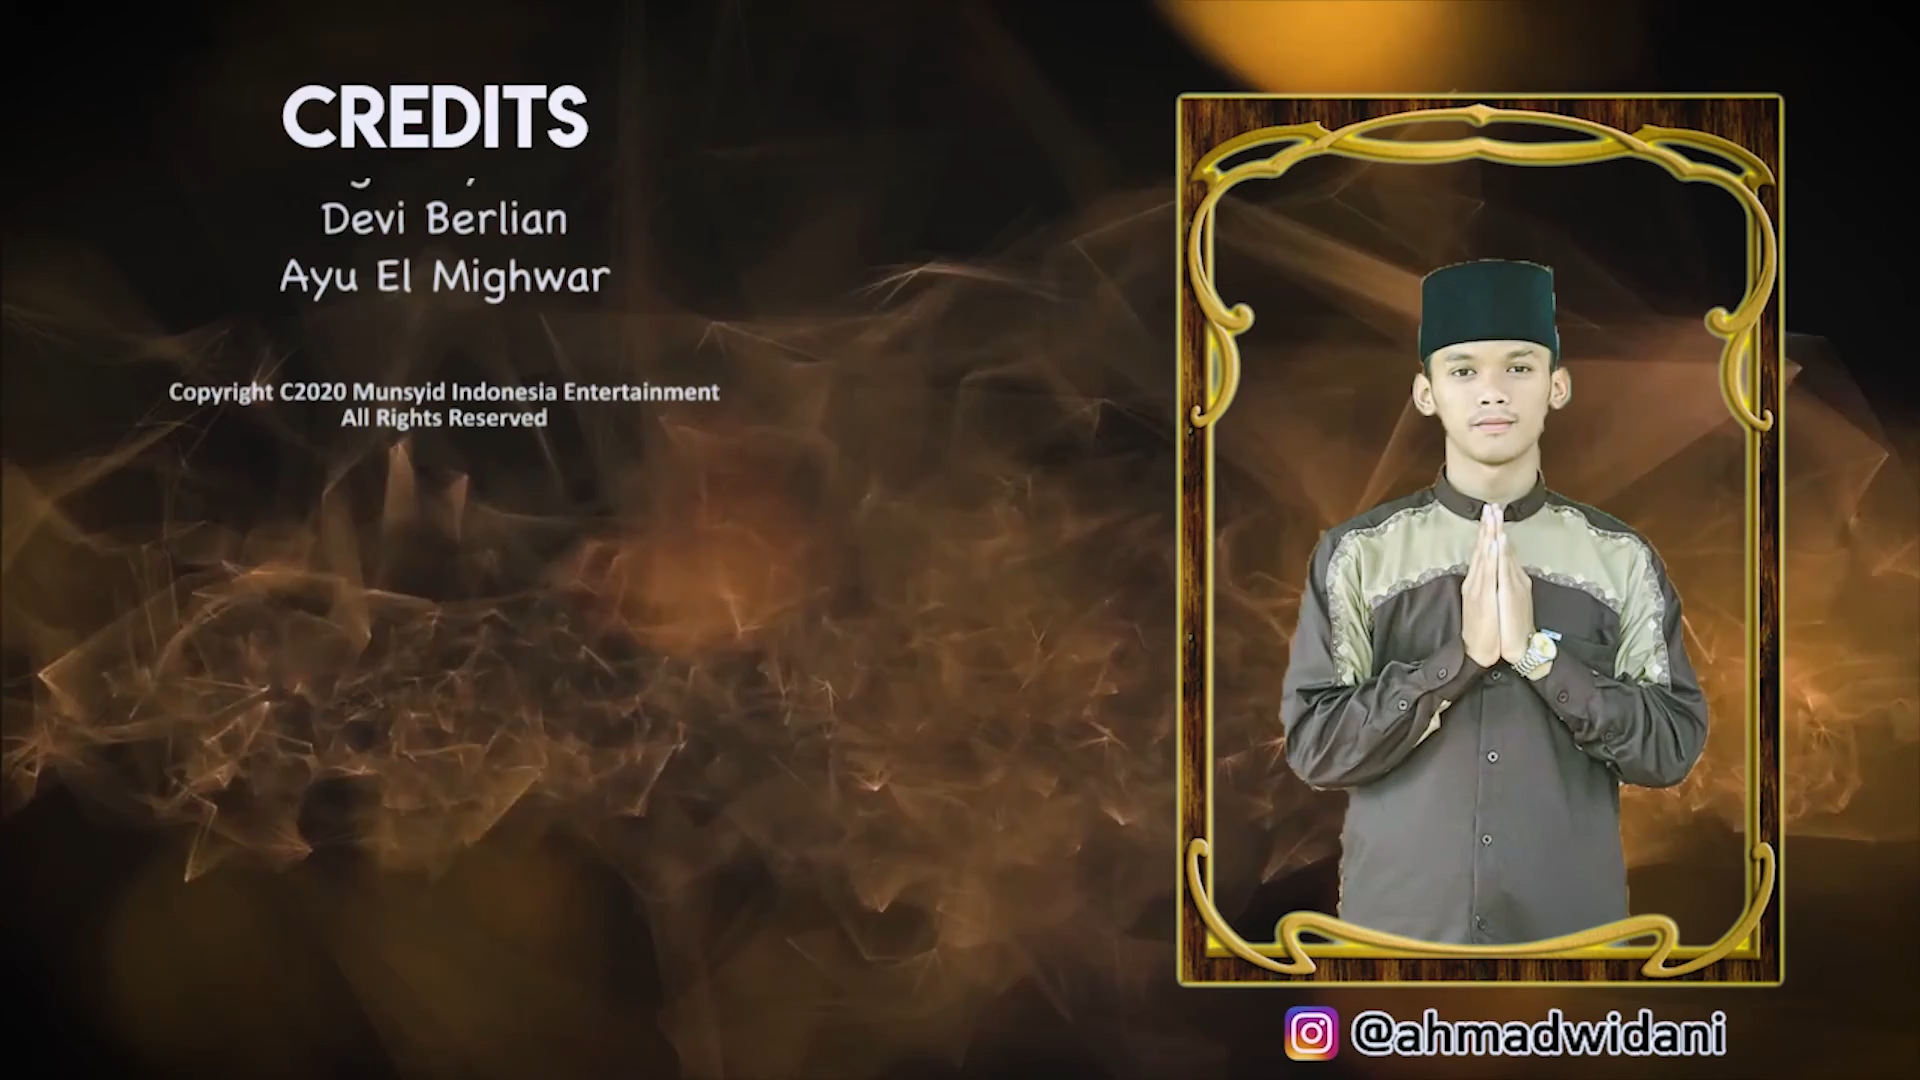 CREDITS
Devi Berlian
Ayu El Mighwar
Copyright C2020 Munsyid Indonesia Entertainment
All Rights Reserved
@ahmadwidani